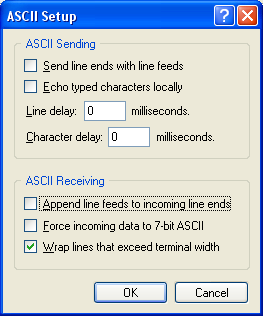 ASCII Setup
ASCII Sending
Send line ends with line feeds
Echo typed characters locally
Line delay: 0 milliseconds.
Character delay: 0 milliseconds.
ASCII Receiving
Append line feeds to incoming line ends
Force incoming data to 7-bit ASCII
Wrap lines that exceed terminal width
OK Cancel